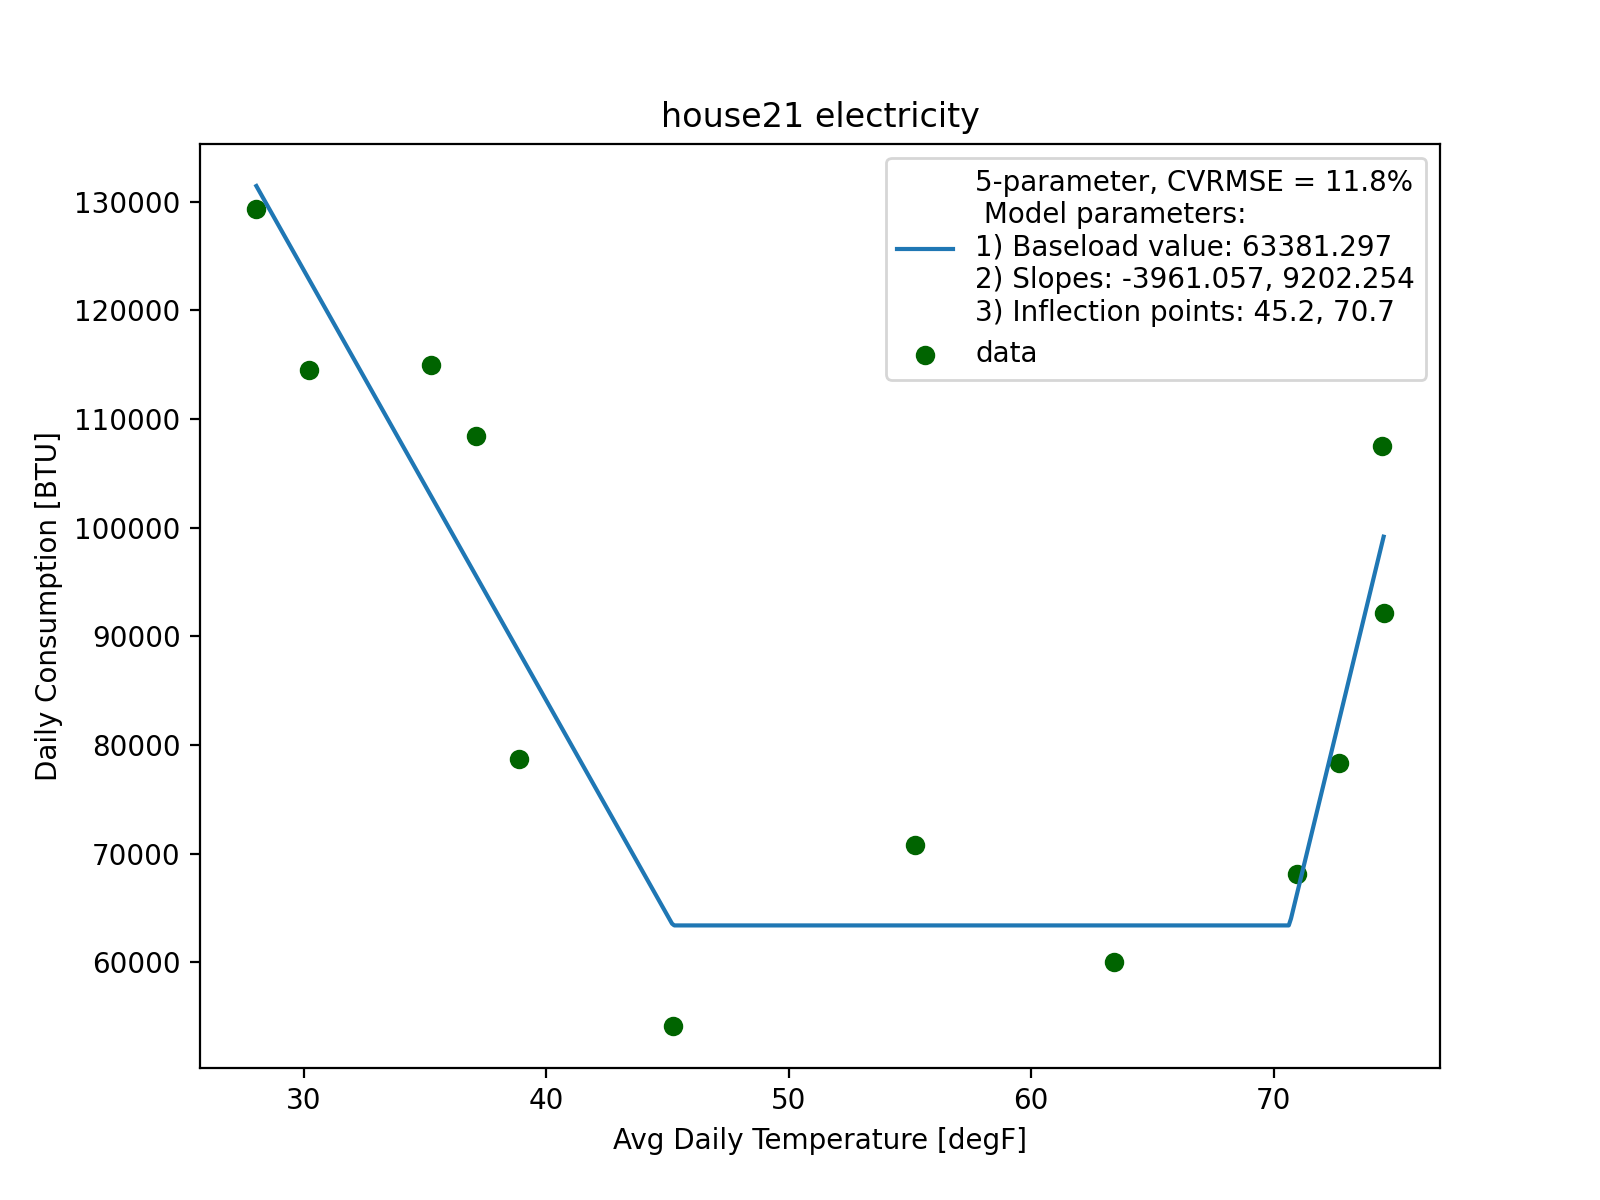 house21 electricity
5-parameter, CVRMSE = 11.8%
Model parameters:
1) Baseload value: 63381.297
2) Slopes: -3961.057, 9202.254
3) Inflection points: 45.2, 70.7
data
Daily Consumption [BTU]
130000
120000
110000
100000
90000
80000
70000
60000
30 40 50 60 70
Avg Daily Temperature [degF]